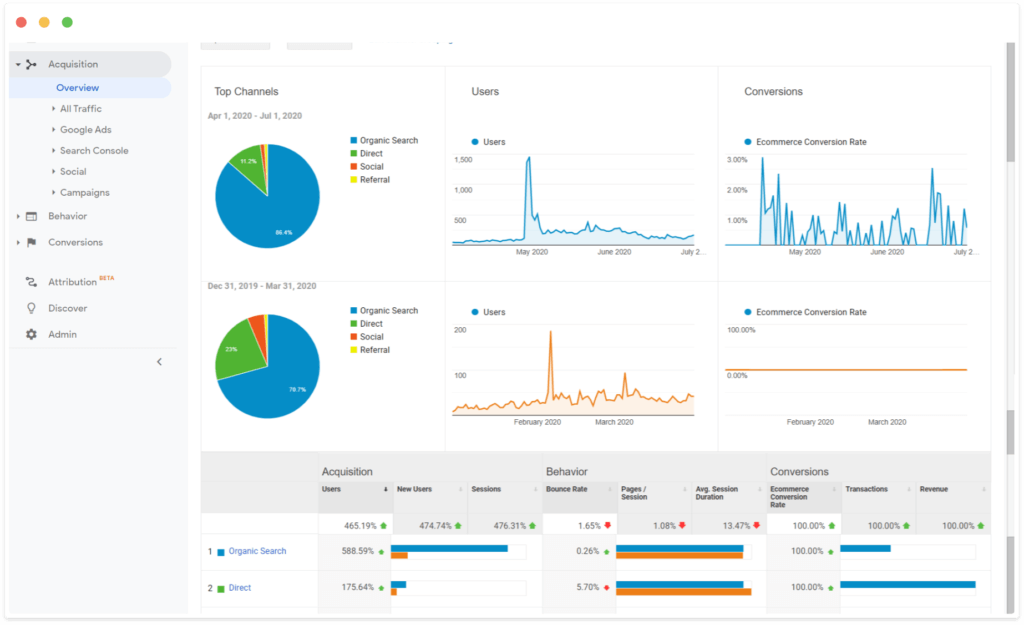 Acquisition
Overview
All Traffic
Google Ads
Search Console
Social
Campaigns
Behavior
Conversions
Attribution BETA
Discover
Admin
Top Channels
Apr 1, 2020 - Jul 1, 2020
Organic Search
Direct
Social
Referral
11.2%
86.4%
Users
Users
1,500
1,000
500
May 2020
June 2020
July 2...
Conversions
Ecommerce Conversion Rate
3.00%
2.00%
1.00%
May 2020
June 2020
July 2...
Dec 31, 2019 - Mar 31, 2020
Organic Search
Direct
Social
Referral
23%
Users
200
100
February 2020
March 2020
Ecommerce Conversion Rate
100.00%
0.00%
February 2020
March 2020
Acquisition
Behavior
Conversions
Users
New Users
Sessions
Bounce Rate
Pages /
Session
Avg. Session
Duration
Ecommerce
Conversion
Rate
Transactions
Revenue
465.19%
474.74%
476.31%
1.65%
1.08%
13.47%
100.00%
100.00%
100.00%
1
Organic Search
588.59%
0.26%
100.00%
2
Direct
175.64%
5.70%
100.00%